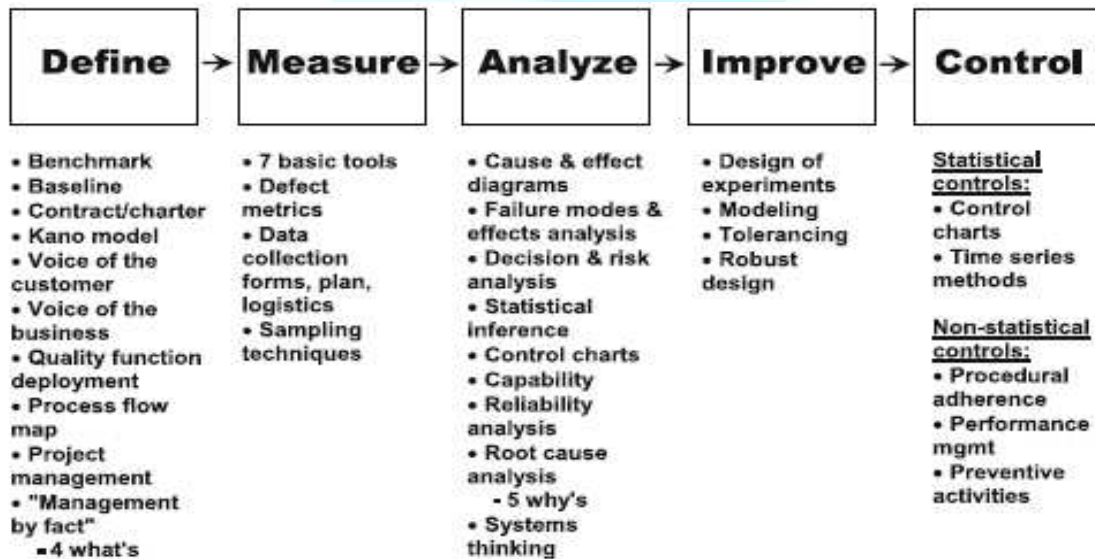 Define
Measure
Analyze
Improve
Control
• Benchmark
• Baseline
• Contract/charter
• Kano model
• Voice of the
customer
• Voice of the
business
• Quality function
deployment
• Process flow
map
• Project
management
• "Management
by fact"
- 4 what's
• 7 basic tools
• Defect
metrics
• Data
collection
forms, plan,
logistics
• Sampling
techniques
• Cause & effect
diagrams
• Failure modes &
effects analysis
• Decision & risk
analysis
• Statistical
inference
• Control charts
• Capability
• Reliability
analysis
• Root cause
analysis
- 5 why's
• Systems
thinking
• Design of
experiments
• Modeling
• Tolerancing
• Robust
design
Statistical
controls:
• Control
charts
• Time series
methods
Non-statistical
controls:
• Procedural
adherence
• Performance
mgmt
• Preventive
activities